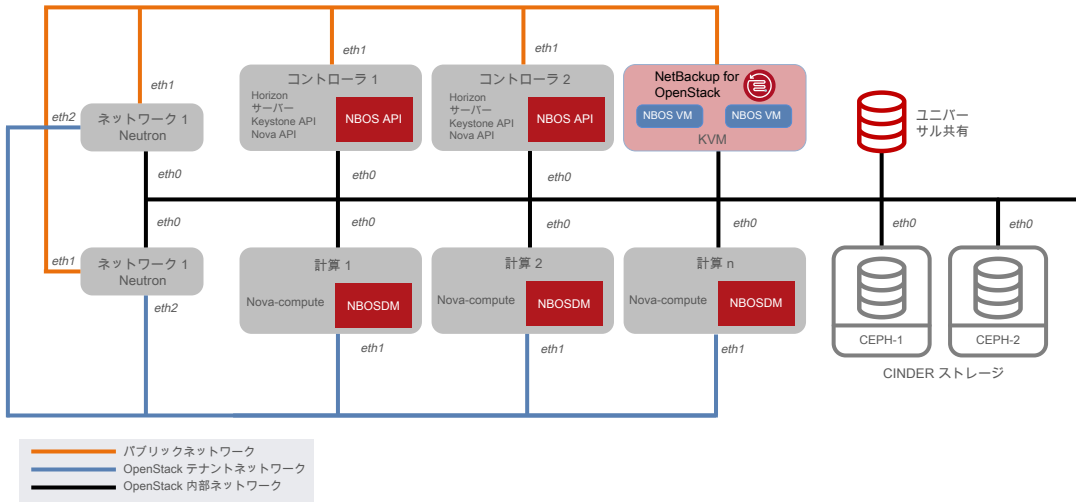 eth1
eth1
eth1
eth2
ネットワーク 1
Neutron
コントローラ 1
Horizon
サーバー
Keystone API
Nova API
NBOS API
コントローラ 2
Horizon
サーバー
Keystone API
Nova API
NBOS API
NetBackup for
OpenStack
NBOS VM
NBOS VM
KVM
ユニバー
サル共有
eth0
eth0
eth0
eth0
eth0
eth0
eth0
eth0
eth0
eth1
ネットワーク 1
Neutron
eth2
計算 1
Nova-compute
NBOSDM
計算 2
Nova-compute
NBOSDM
計算 n
Nova-compute
NBOSDM
CEPH-1
CEPH-2
eth1
eth1
eth1
CINDER ストレージ
パブリックネットワーク
OpenStack テナントネットワーク
OpenStack 内部ネットワーク